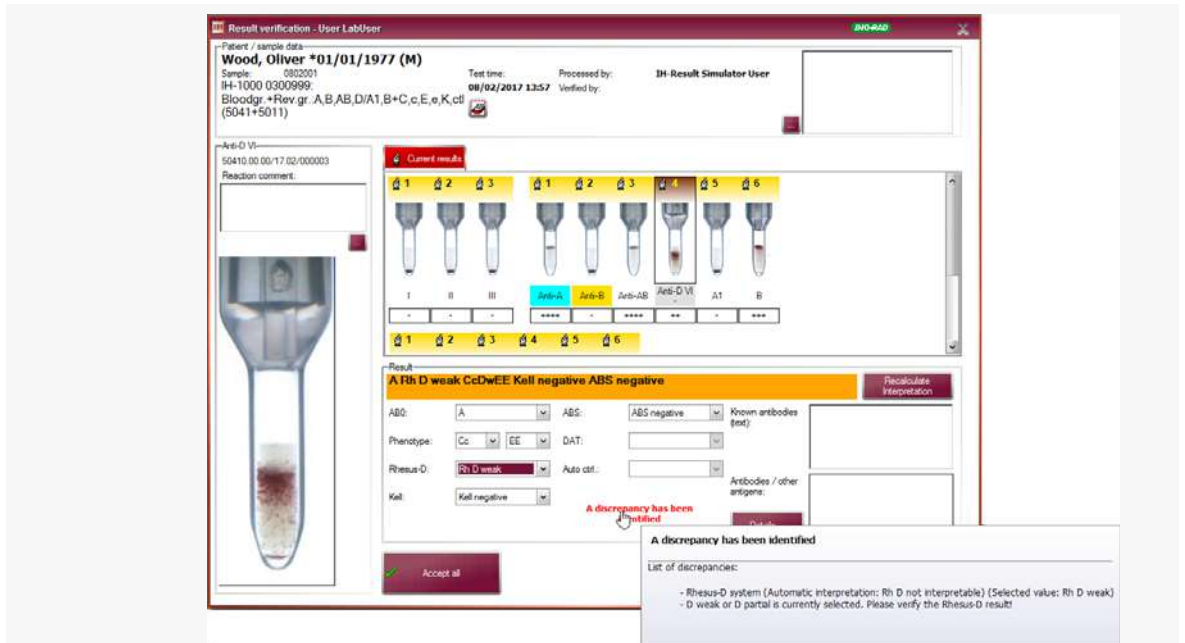 Result verification - User LabUser
BIO-RAD
Patient / sample data
Wood, Oliver *01/01/1977 (M)
Sample: 0802001
IH-1000 0300999:
Bloodgr.+Rev.gr.:A,B,AB,D/A1,B+C,c,E,e,K,ctl
(5041+5011)
Test time:
08/02/2017 13:57
Processed by:
Verified by:
IH-Result Simulator User
Anti-D VI-
50410.00.00/17.02/000003
Reaction comment:
Current results
1 2 3 1 2 3 4 5 6
I II III Anti-A Anti-B Anti-AB Anti-D VI A1 B
-
- - - ++++ - ++++ ++ - +++
1 2 3 4 5 6
Result
A Rh D weak CcDwEE Kell negative ABS negative
Recalculate
Interpretation
AB0: A ABS: ABS negative Known antibodies
(text):
Phenotype: Cc EE DAT:
Rhesus-D: Rh D weak Auto ctrl.:
Antibodies / other
antigens:
Kell: Kell negative
A discrepancy has been
identified
Accept all
A discrepancy has been identified
List of discrepancies:
- Rhesus-D system (Automatic interpretation: Rh D not interpretable) (Selected value: Rh D weak)
- D weak or D partial is currently selected. Please verify the Rhesus-D result!